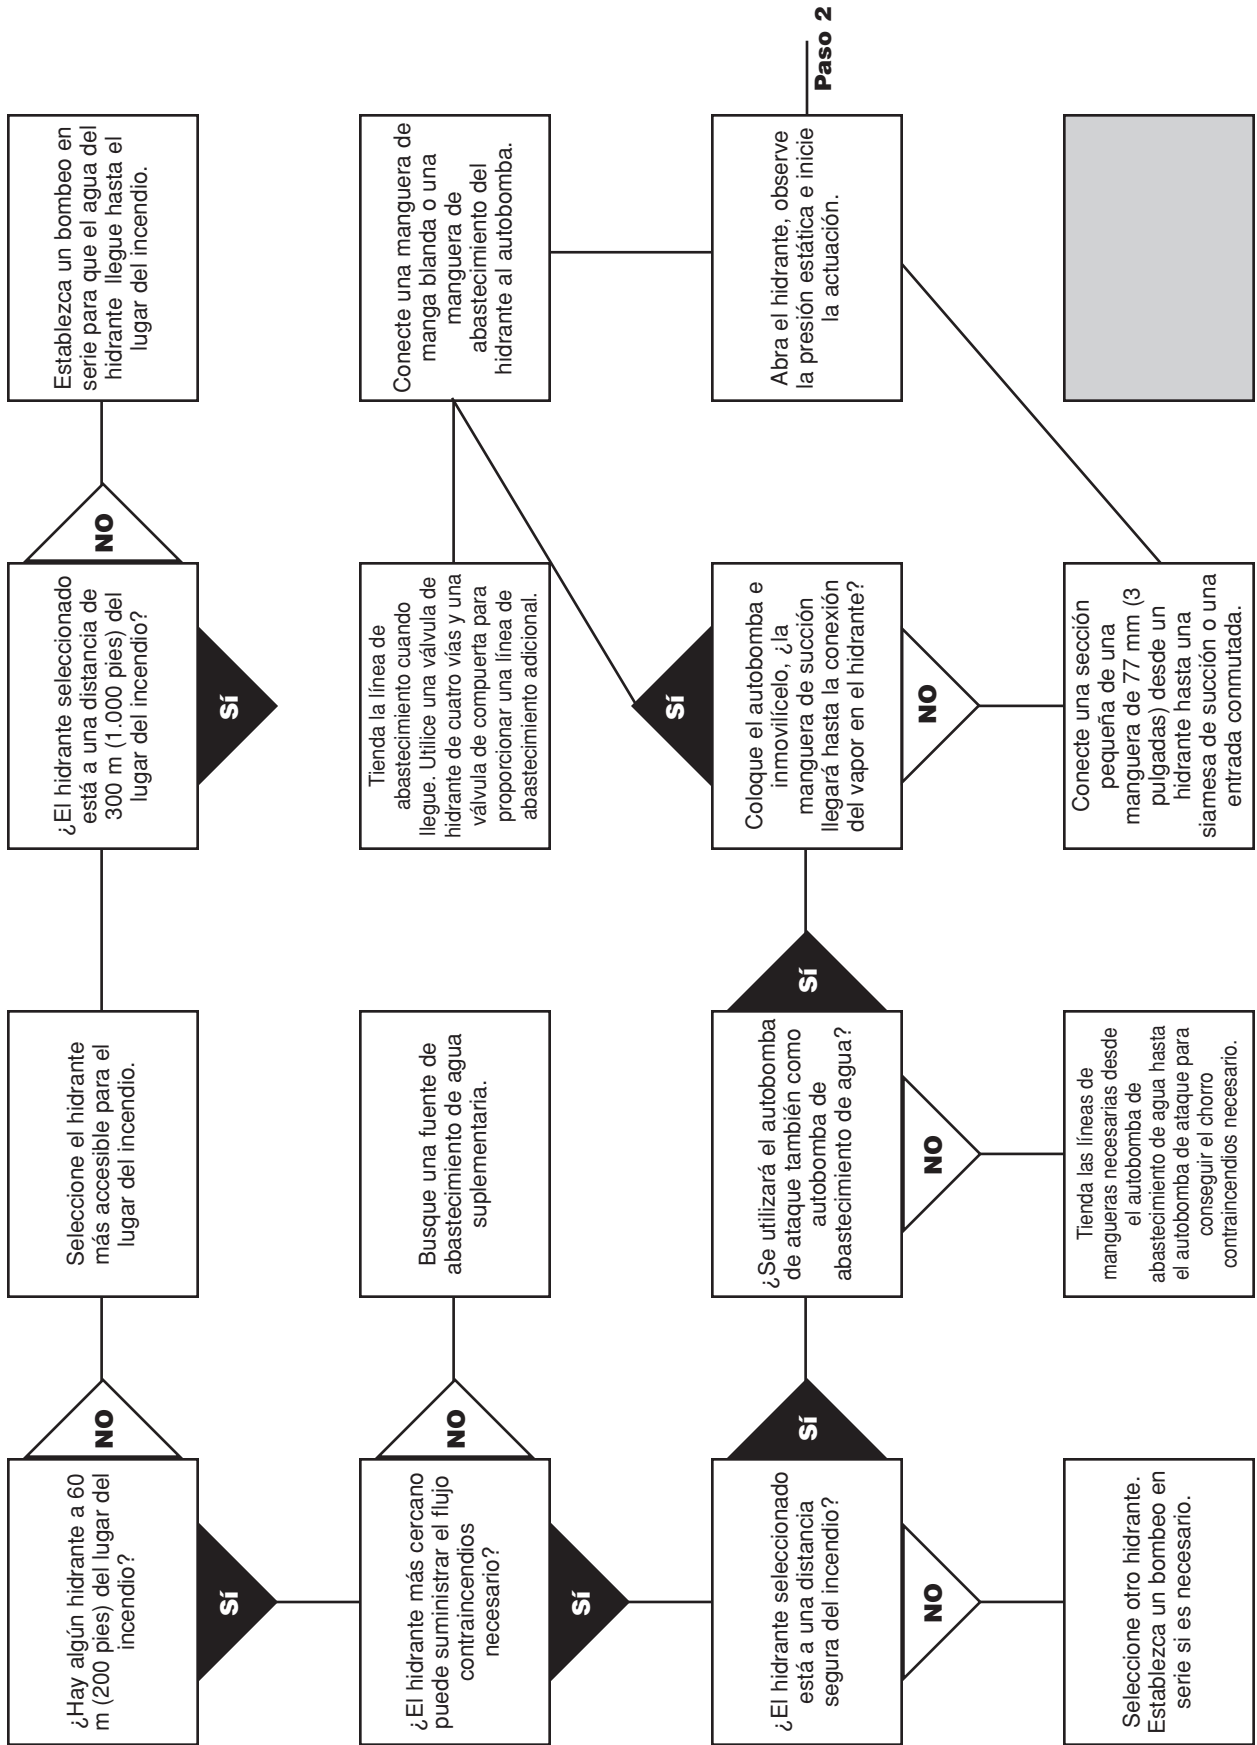 ¿Hay algún hidrante a 60
m (200 pies) del lugar del
incendio?
NO
Sí
Seleccione el hidrante
más accesible para el
lugar del incendio.
¿El hidrante seleccionado
está a una distancia de
300 m (1.000 pies) del
lugar del incendio?
NO
Sí
Establezca un bombeo en
serie para que el agua del
hidrante llegue hasta el
lugar del incendio.
¿El hidrante más cercano
puede suministrar el flujo
contraincendios
necesario?
NO
Sí
Busque una fuente de
abastecimiento de agua
suplementaria.
Tienda la línea de
abastecimiento cuando
llegue. Utilice una válvula de
hidrante de cuatro vías y una
válvula de compuerta para
proporcionar una línea de
abastecimiento adicional.
Conecte una manguera de
manga blanda o una
manguera de
abastecimiento del
hidrante al autobomba.
¿El hidrante seleccionado
está a una distancia
segura del incendio?
Sí
NO
¿Se utilizará el autobomba
de ataque también como
autobomba de
abastecimiento de agua?
Sí
NO
Sí
Coloque el autobomba e
inmovilícelo, ¿la
manguera de succión
llegará hasta la conexión
del vapor en el hidrante?
NO
Abra el hidrante, observe
la presión estática e inicie
la actuación.
Paso 2
Seleccione otro hidrante.
Establezca un bombeo en
serie si es necesario.
Tienda las líneas de
mangueras necesarias desde
el autobomba de
abastecimiento de agua hasta
el autobomba de ataque para
conseguir el chorro
contraincendios necesario.
Conecte una sección
pequeña de una
manguera de 77 mm (3
pulgadas) desde un
hidrante hasta una
siamesa de succión o una
entrada conmutada.